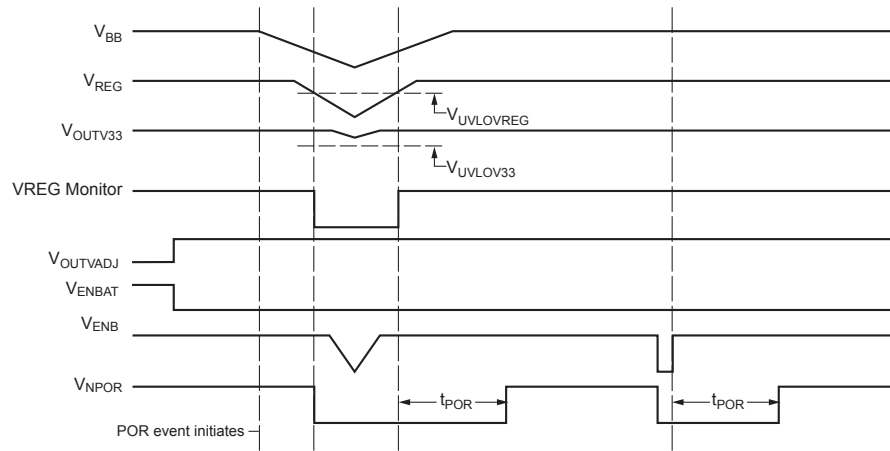 VBB
VREG
VUVLOVREG
VOUTV33
VUVLOV33
VREG Monitor
VOUTVADJ
VENBAT
VENB
VNPOR
tPOR
tPOR
POR event initiates